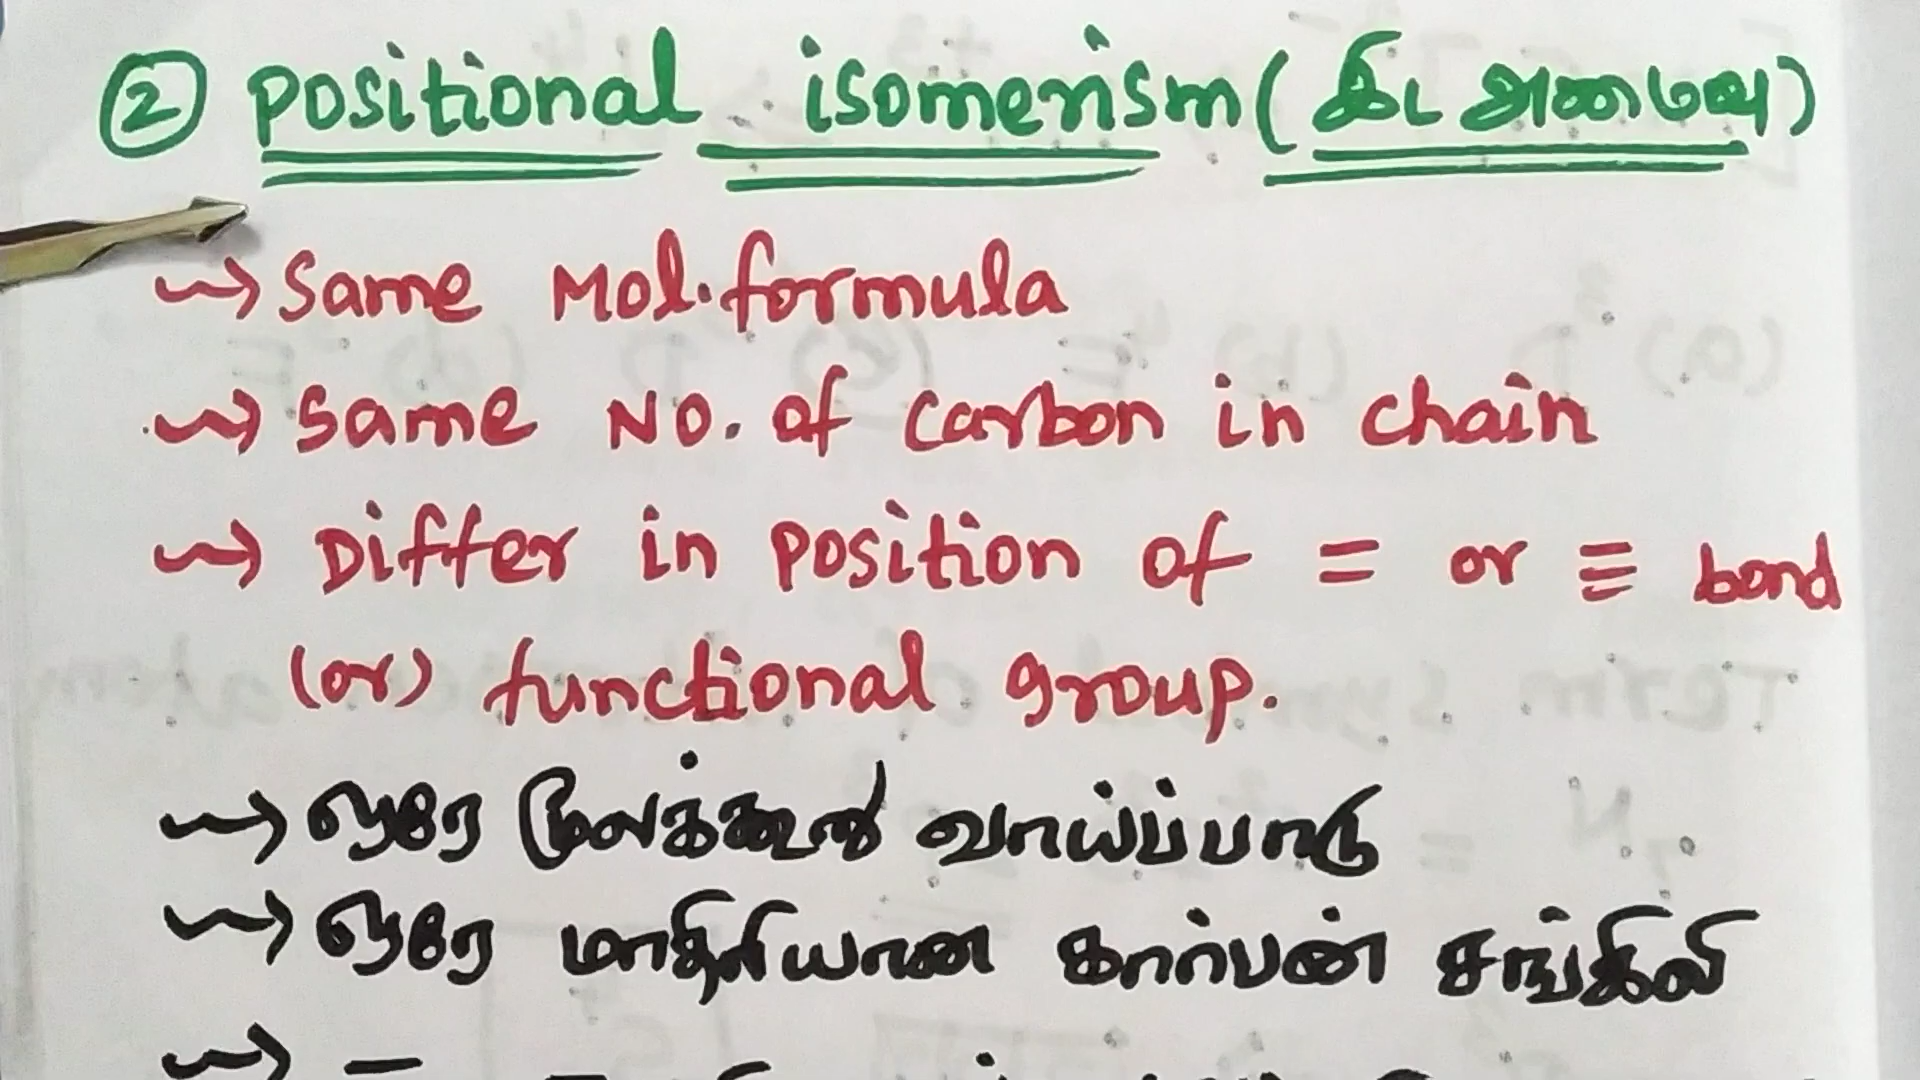 ② Positional isomerism (இட அணமவு)
→ Same Mol.formula
→ Same No. of carbon in chain
→ Differ in position of = or ≡ bond
(or) functional group.
→ ஒரே மூலக்கூறு வாய்ப்பாடு
→ ஒரே மாதிரியான கார்பன் சங்கிலி